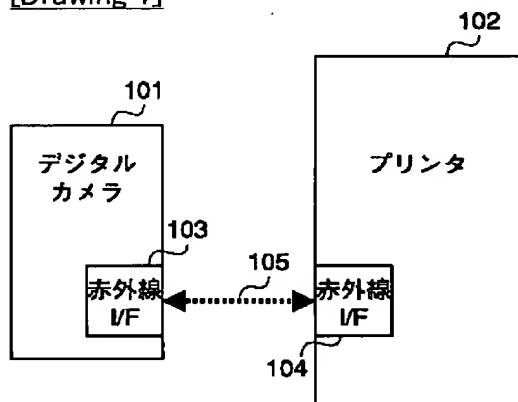 [Drawing 1]
102
101
デジタル
カメラ
プリンタ
103
105
赤外線
I/F
赤外線
I/F
104